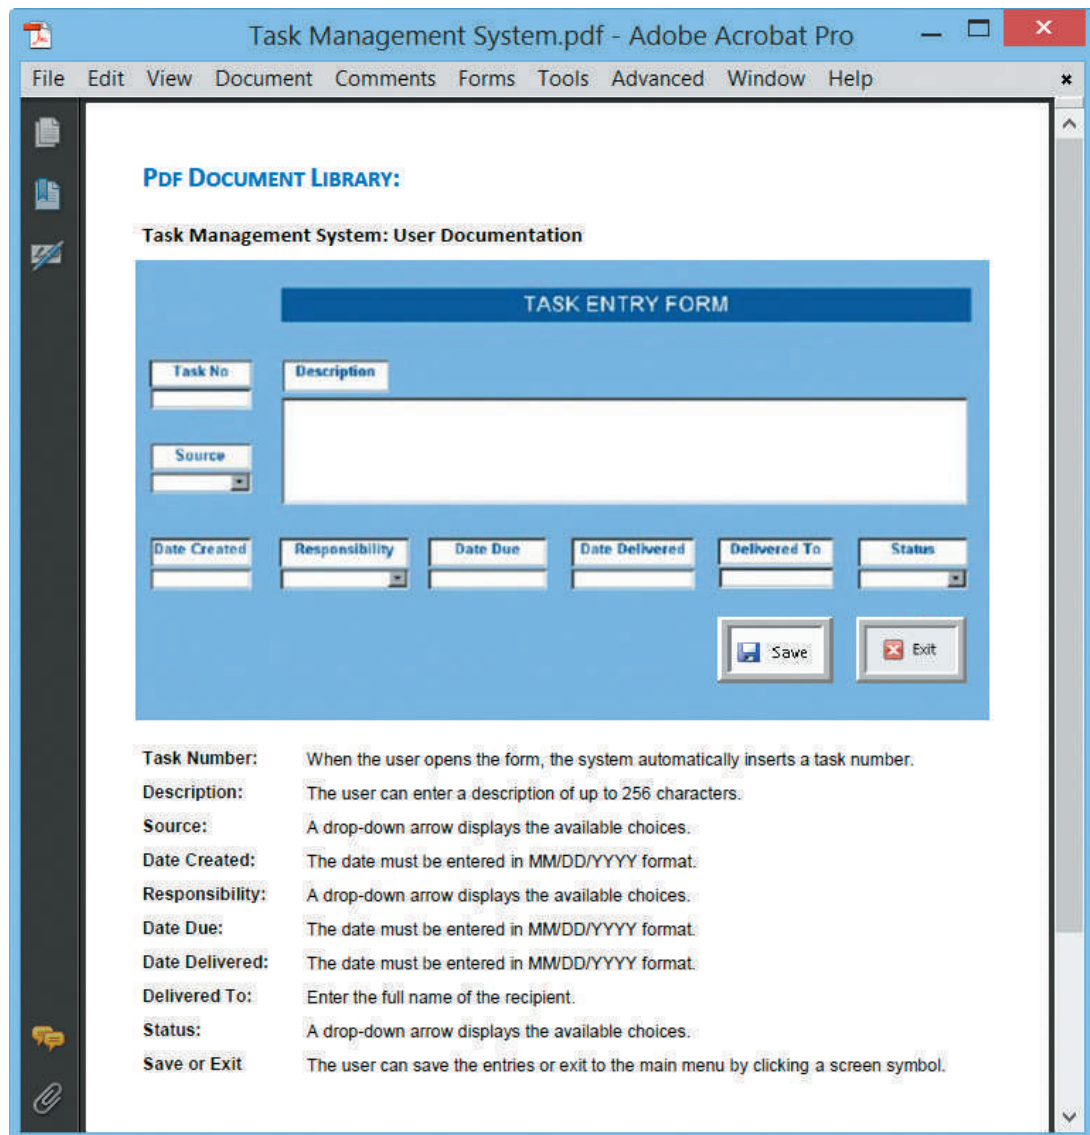 Task Management System.pdf - Adobe Acrobat Pro
File Edit View Document Comments Forms Tools Advanced Window Help
PDF DOCUMENT LIBRARY:
Task Management System: User Documentation
TASK ENTRY FORM
Task No Description
Source
Date Created Responsibility Date Due Date Delivered Delivered To Status
Save Exit
Task Number: When the user opens the form, the system automatically inserts a task number.
Description: The user can enter a description of up to 256 characters.
Source: A drop-down arrow displays the available choices.
Date Created: The date must be entered in MM/DD/YYYY format.
Responsibility: A drop-down arrow displays the available choices.
Date Due: The date must be entered in MM/DD/YYYY format.
Date Delivered: The date must be entered in MM/DD/YYYY format.
Delivered To: Enter the full name of the recipient.
Status: A drop-down arrow displays the available choices.
Save or Exit The user can save the entries or exit to the main menu by clicking a screen symbol.